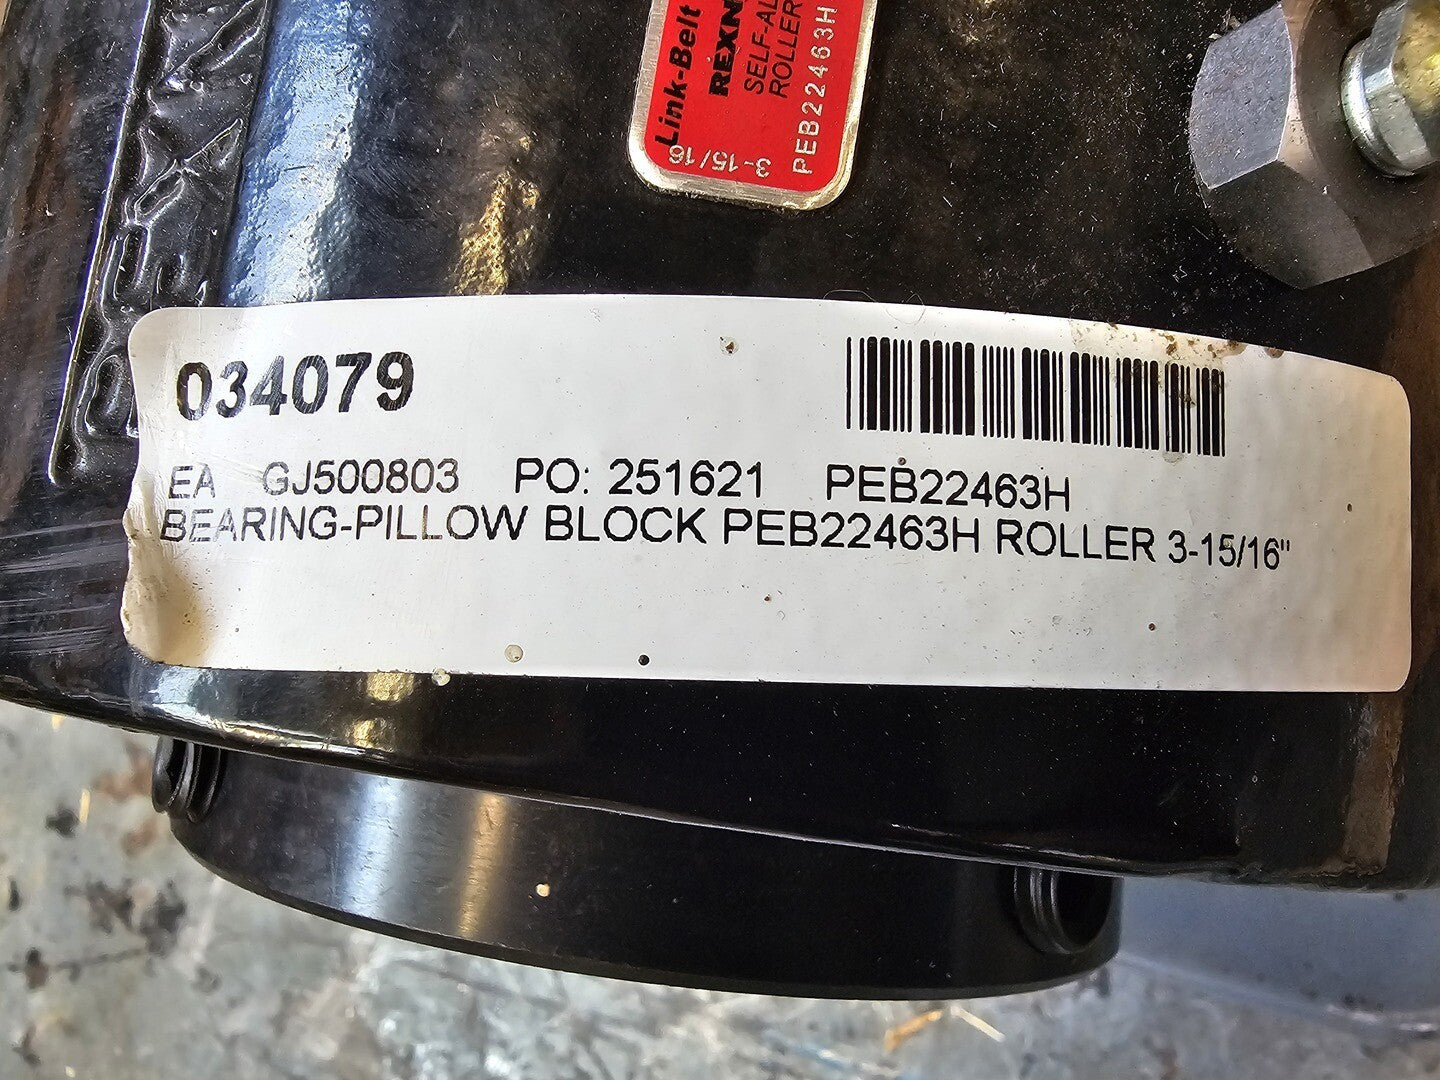 Link-Belt
REXN
SELF-AL
ROLLER
PEB22463H
3-15/16
034079
EA GJ500803 PO: 251621 PEB22463H
BEARING-PILLOW BLOCK PEB22463H ROLLER 3-15/16"